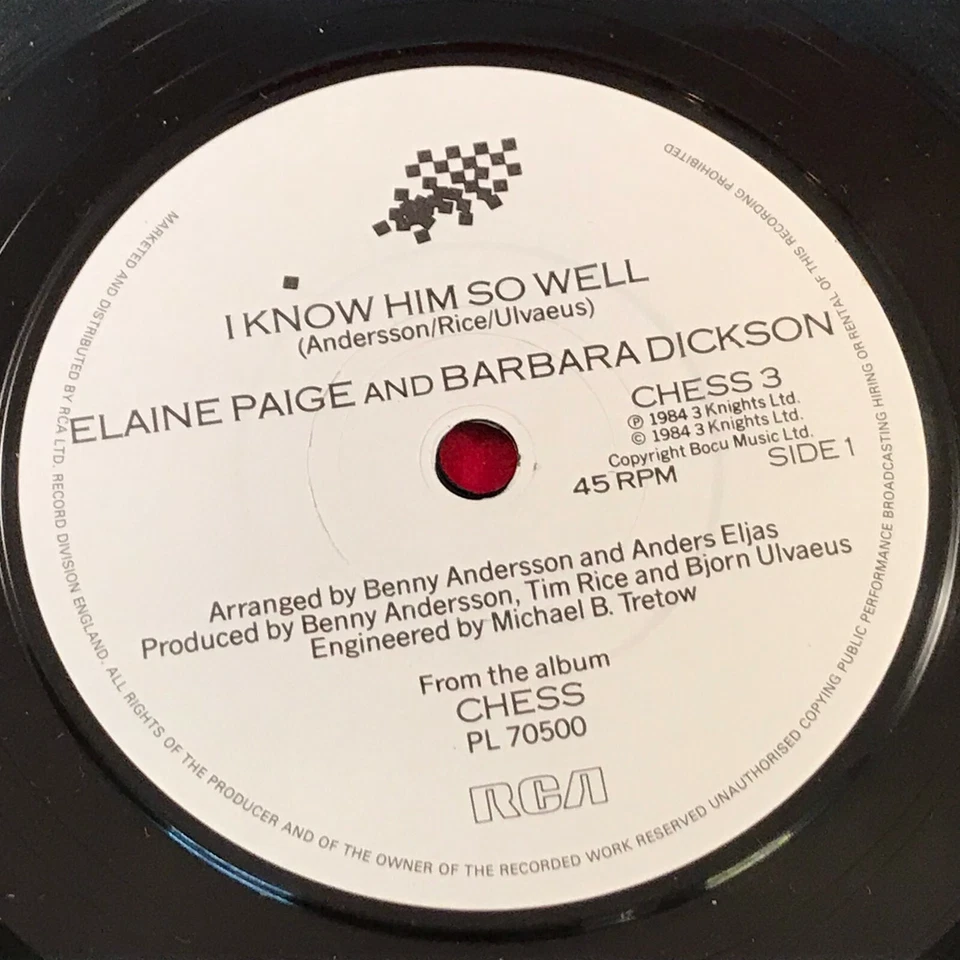 I KNOW HIM SO WELL
(Andersson/Rice/Ulvaeus)
ELAINE PAIGE AND BARBARA DICKSON
CHESS 3
℗ 1984 3 Knights Ltd.
© 1984 3 Knights Ltd.
Copyright Bocu Music Ltd.
SIDE 1
45 RPM
Arranged by Benny Andersson and Anders Eljas
Produced by Benny Andersson, Tim Rice and Bjorn Ulvaeus
Engineered by Michael B. Tretow
From the album
CHESS
PL 70500
RCA
MARKETED AND DISTRIBUTED BY RCA LTD. RECORD DIVISION ENGLAND. ALL RIGHTS OF THE PRODUCER AND OF THE OWNER OF THE RECORDED WORK RESERVED UNAUTHORISED COPYING PUBLIC PERFORMANCE BROADCASTING HIRING OR RENTAL OF THIS RECORDING PROHIBITED